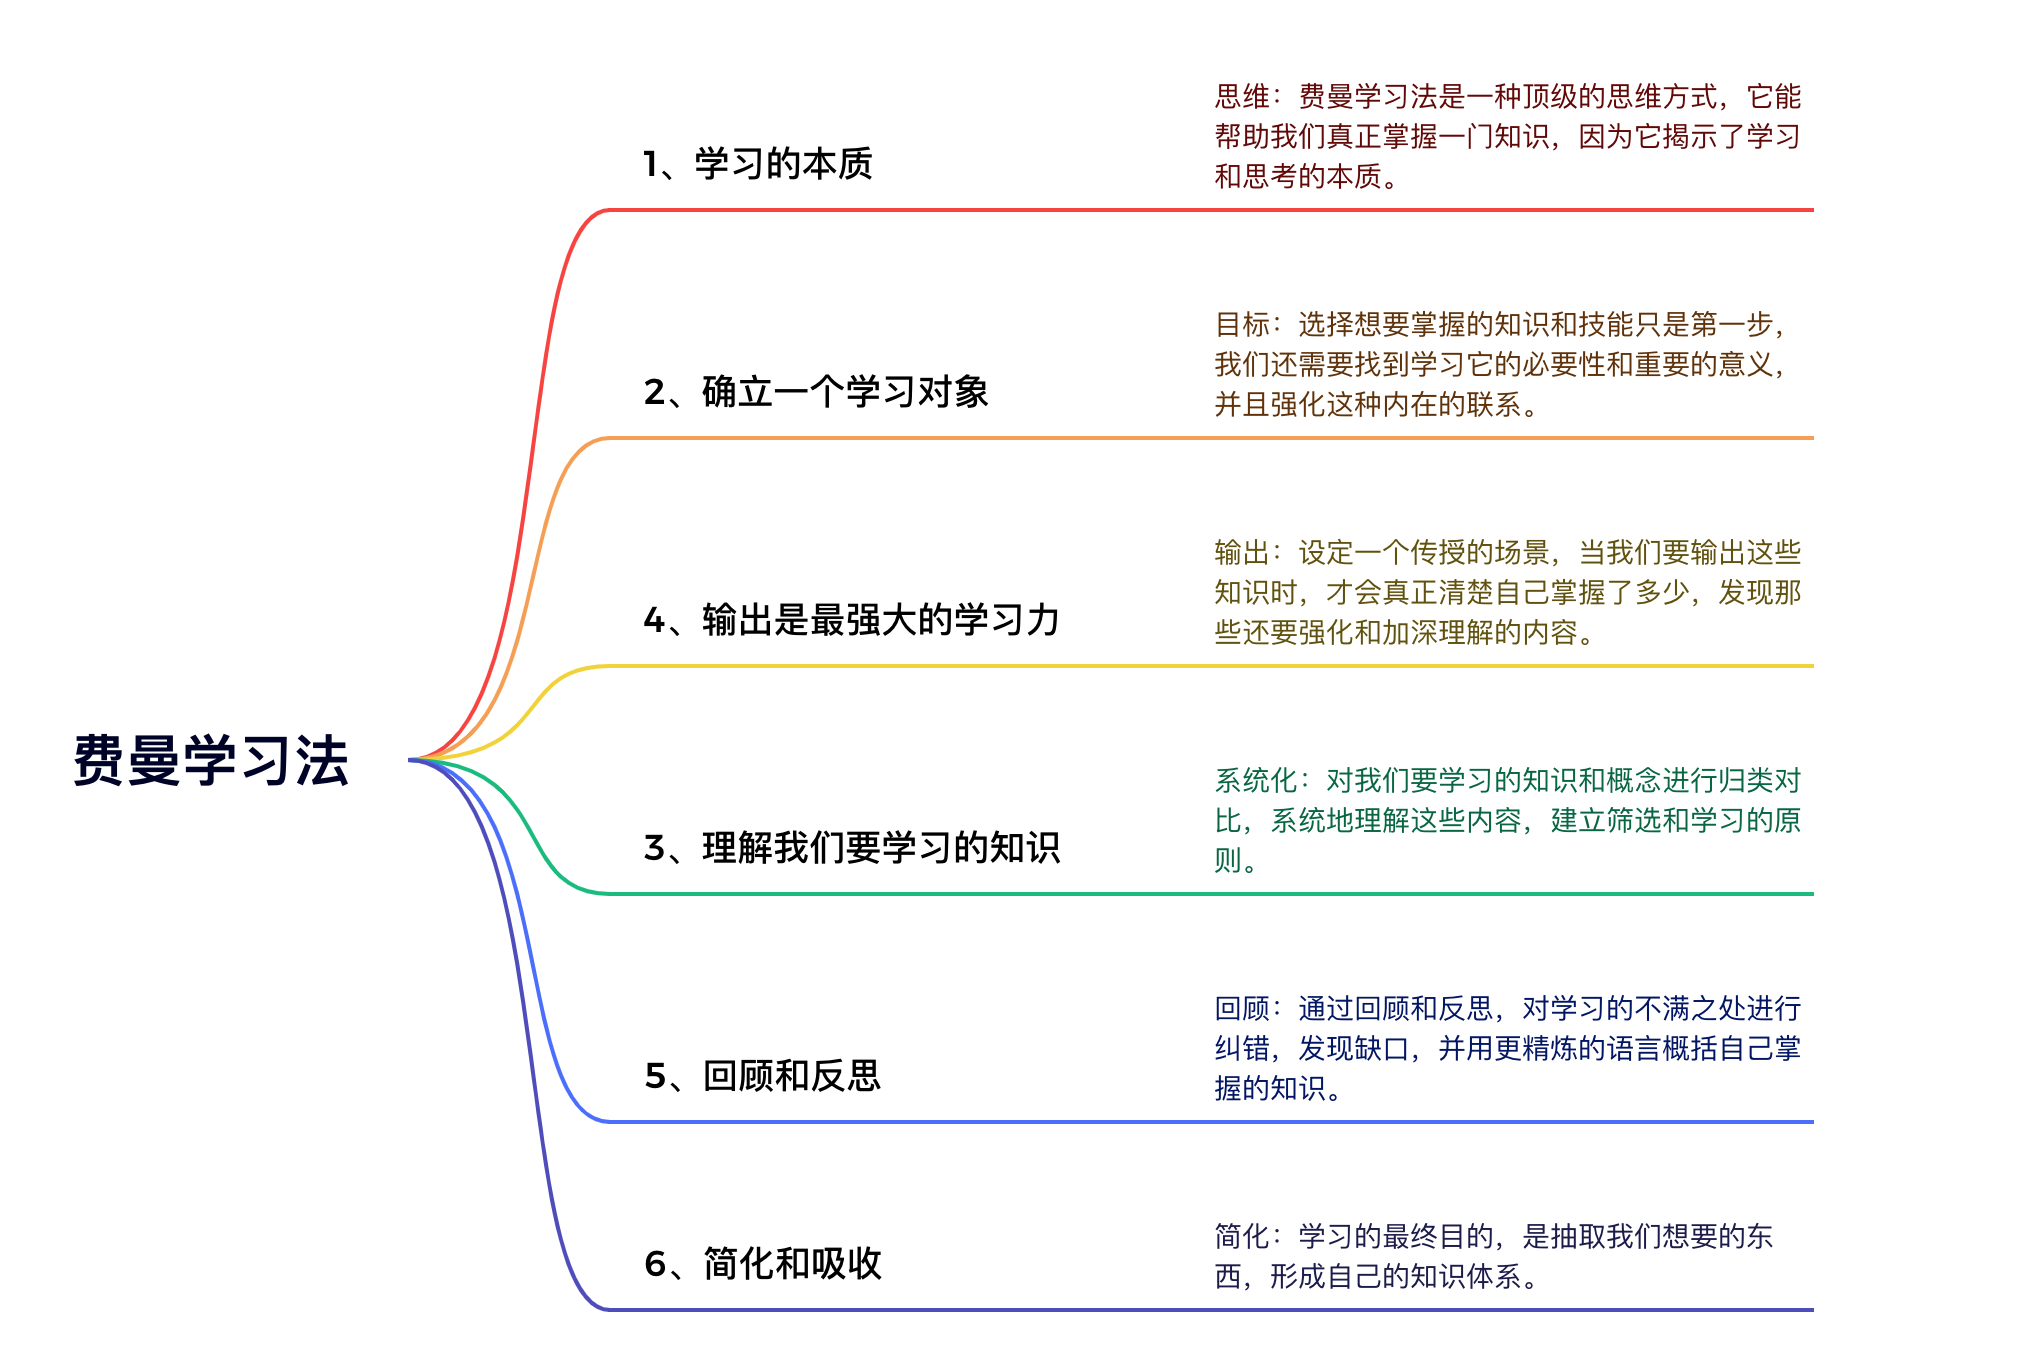 费曼学习法
1、学习的本质
思维：费曼学习法是一种顶级的思维方式，它能
帮助我们真正掌握一门知识，因为它揭示了学习
和思考的本质。
2、确立一个学习对象
目标：选择想要掌握的知识和技能只是第一步，
我们还需要找到学习它的必要性和重要的意义，
并且强化这种内在的联系。
4、输出是最强大的学习力
输出：设定一个传授的场景，当我们要输出这些
知识时，才会真正清楚自己掌握了多少，发现那
些还要强化和加深理解的内容。
3、理解我们要学习的知识
系统化：对我们要学习的知识和概念进行归类对
比，系统地理解这些内容，建立筛选和学习的原
则。
5、回顾和反思
回顾：通过回顾和反思，对学习的不满之处进行
纠错，发现缺口，并用更精炼的语言概括自己掌
握的知识。
6、简化和吸收
简化：学习的最终目的，是抽取我们想要的东
西，形成自己的知识体系。